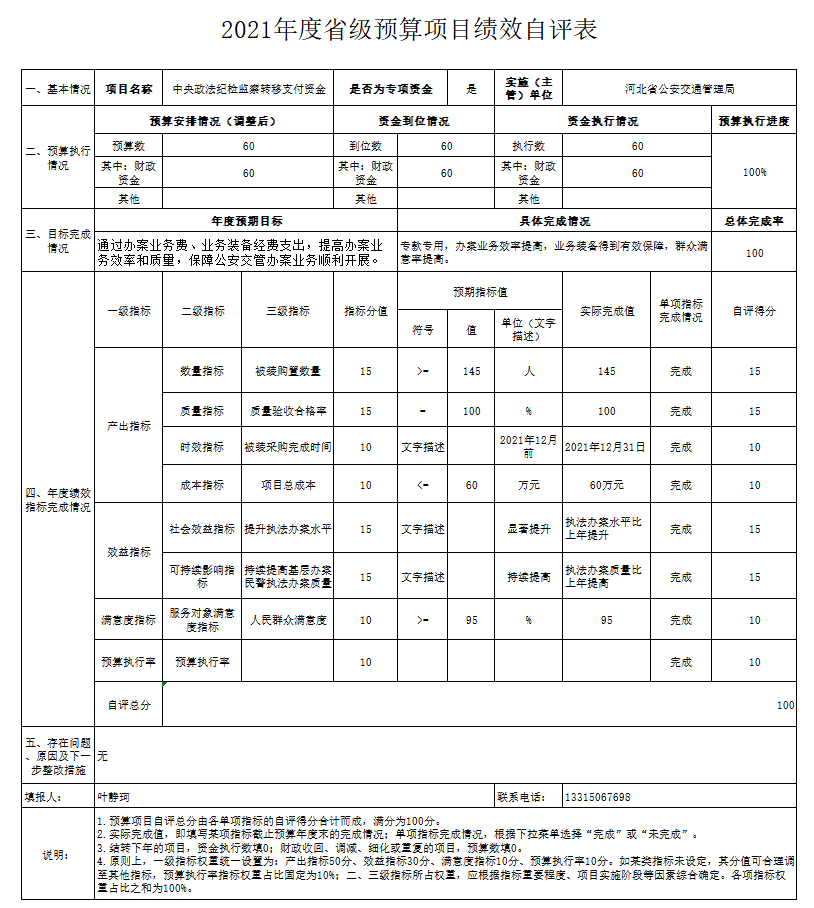 2021年度省级预算项目绩效自评表
一、基本情况 项目名称 中央政法纪检监察转移支付资金 是否为专项资金 是 实施（主管）单位 河北省公安交通管理局
二、预算执行情况 预算安排情况（调整后） 资金到位情况 资金执行情况 预算执行进度
预算数 60 到位数 60 执行数 60 100%
其中：财政资金 60 其中：财政资金 60 其中：财政资金 60
其他 其他 其他
三、目标完成情况 年度预期目标 具体完成情况 总体完成率
通过办案业务费、业务装备经费支出，提高办案业
务效率和质量，保障公安交管办案业务顺利开展。
专款专用，办案业务效率提高，业务装备得到有效保障，群众满
意率提高。
100
四、年度绩效指标完成情况 一级指标 二级指标 三级指标 指标分值 预期指标值 实际完成值 单项指标完成情况 自评得分
符号 值 单位（文字描述）
产出指标 数量指标 被装购置数量 15 >= 145 人 145 完成 15
质量指标 质量验收合格率 15 = 100 % 100 完成 15
时效指标 被装采购完成时间 10 文字描述 2021年12月前 2021年12月31日 完成 10
成本指标 项目总成本 10 <= 60 万元 60万元 完成 10
效益指标 社会效益指标 提升执法办案水平 15 文字描述 显著提升 执法办案水平比上年提升 完成 15
可持续影响指标 持续提高基层办案民警执法办案质量 15 文字描述 持续提高 执法办案质量比上年提高 完成 15
满意度指标 服务对象满意度指标 人民群众满意度 10 >= 95 % 95 完成 10
预算执行率 预算执行率 10 完成 10
自评总分 100
五、存在问题、原因及下一步整改措施 无
填报人： 叶静珂 联系电话： 13315067698
说明：
1. 预算项目自评总分由各单项指标的自评得分合计而成，满分为100分。
2. 实际完成值，即填写某项指标截止预算年度末的完成情况；单项指标完成情况，根据下拉菜单选择“完成”或“未完成”。
3. 结转下年的项目，资金执行数填0；财政收回、调减、细化或重复的项目，预算数填0。
4. 原则上，一级指标权重统一设置为：产出指标50分、效益指标30分、满意度指标10分、预算执行率10分。如某类指标未设定，其分值可合理调
至其他指标，预算执行率指标权重占比固定为10%；二、三级指标所占权重，应根据指标重要程度、项目实施阶段等因素综合确定。各项指标权
重占比之和为100%。